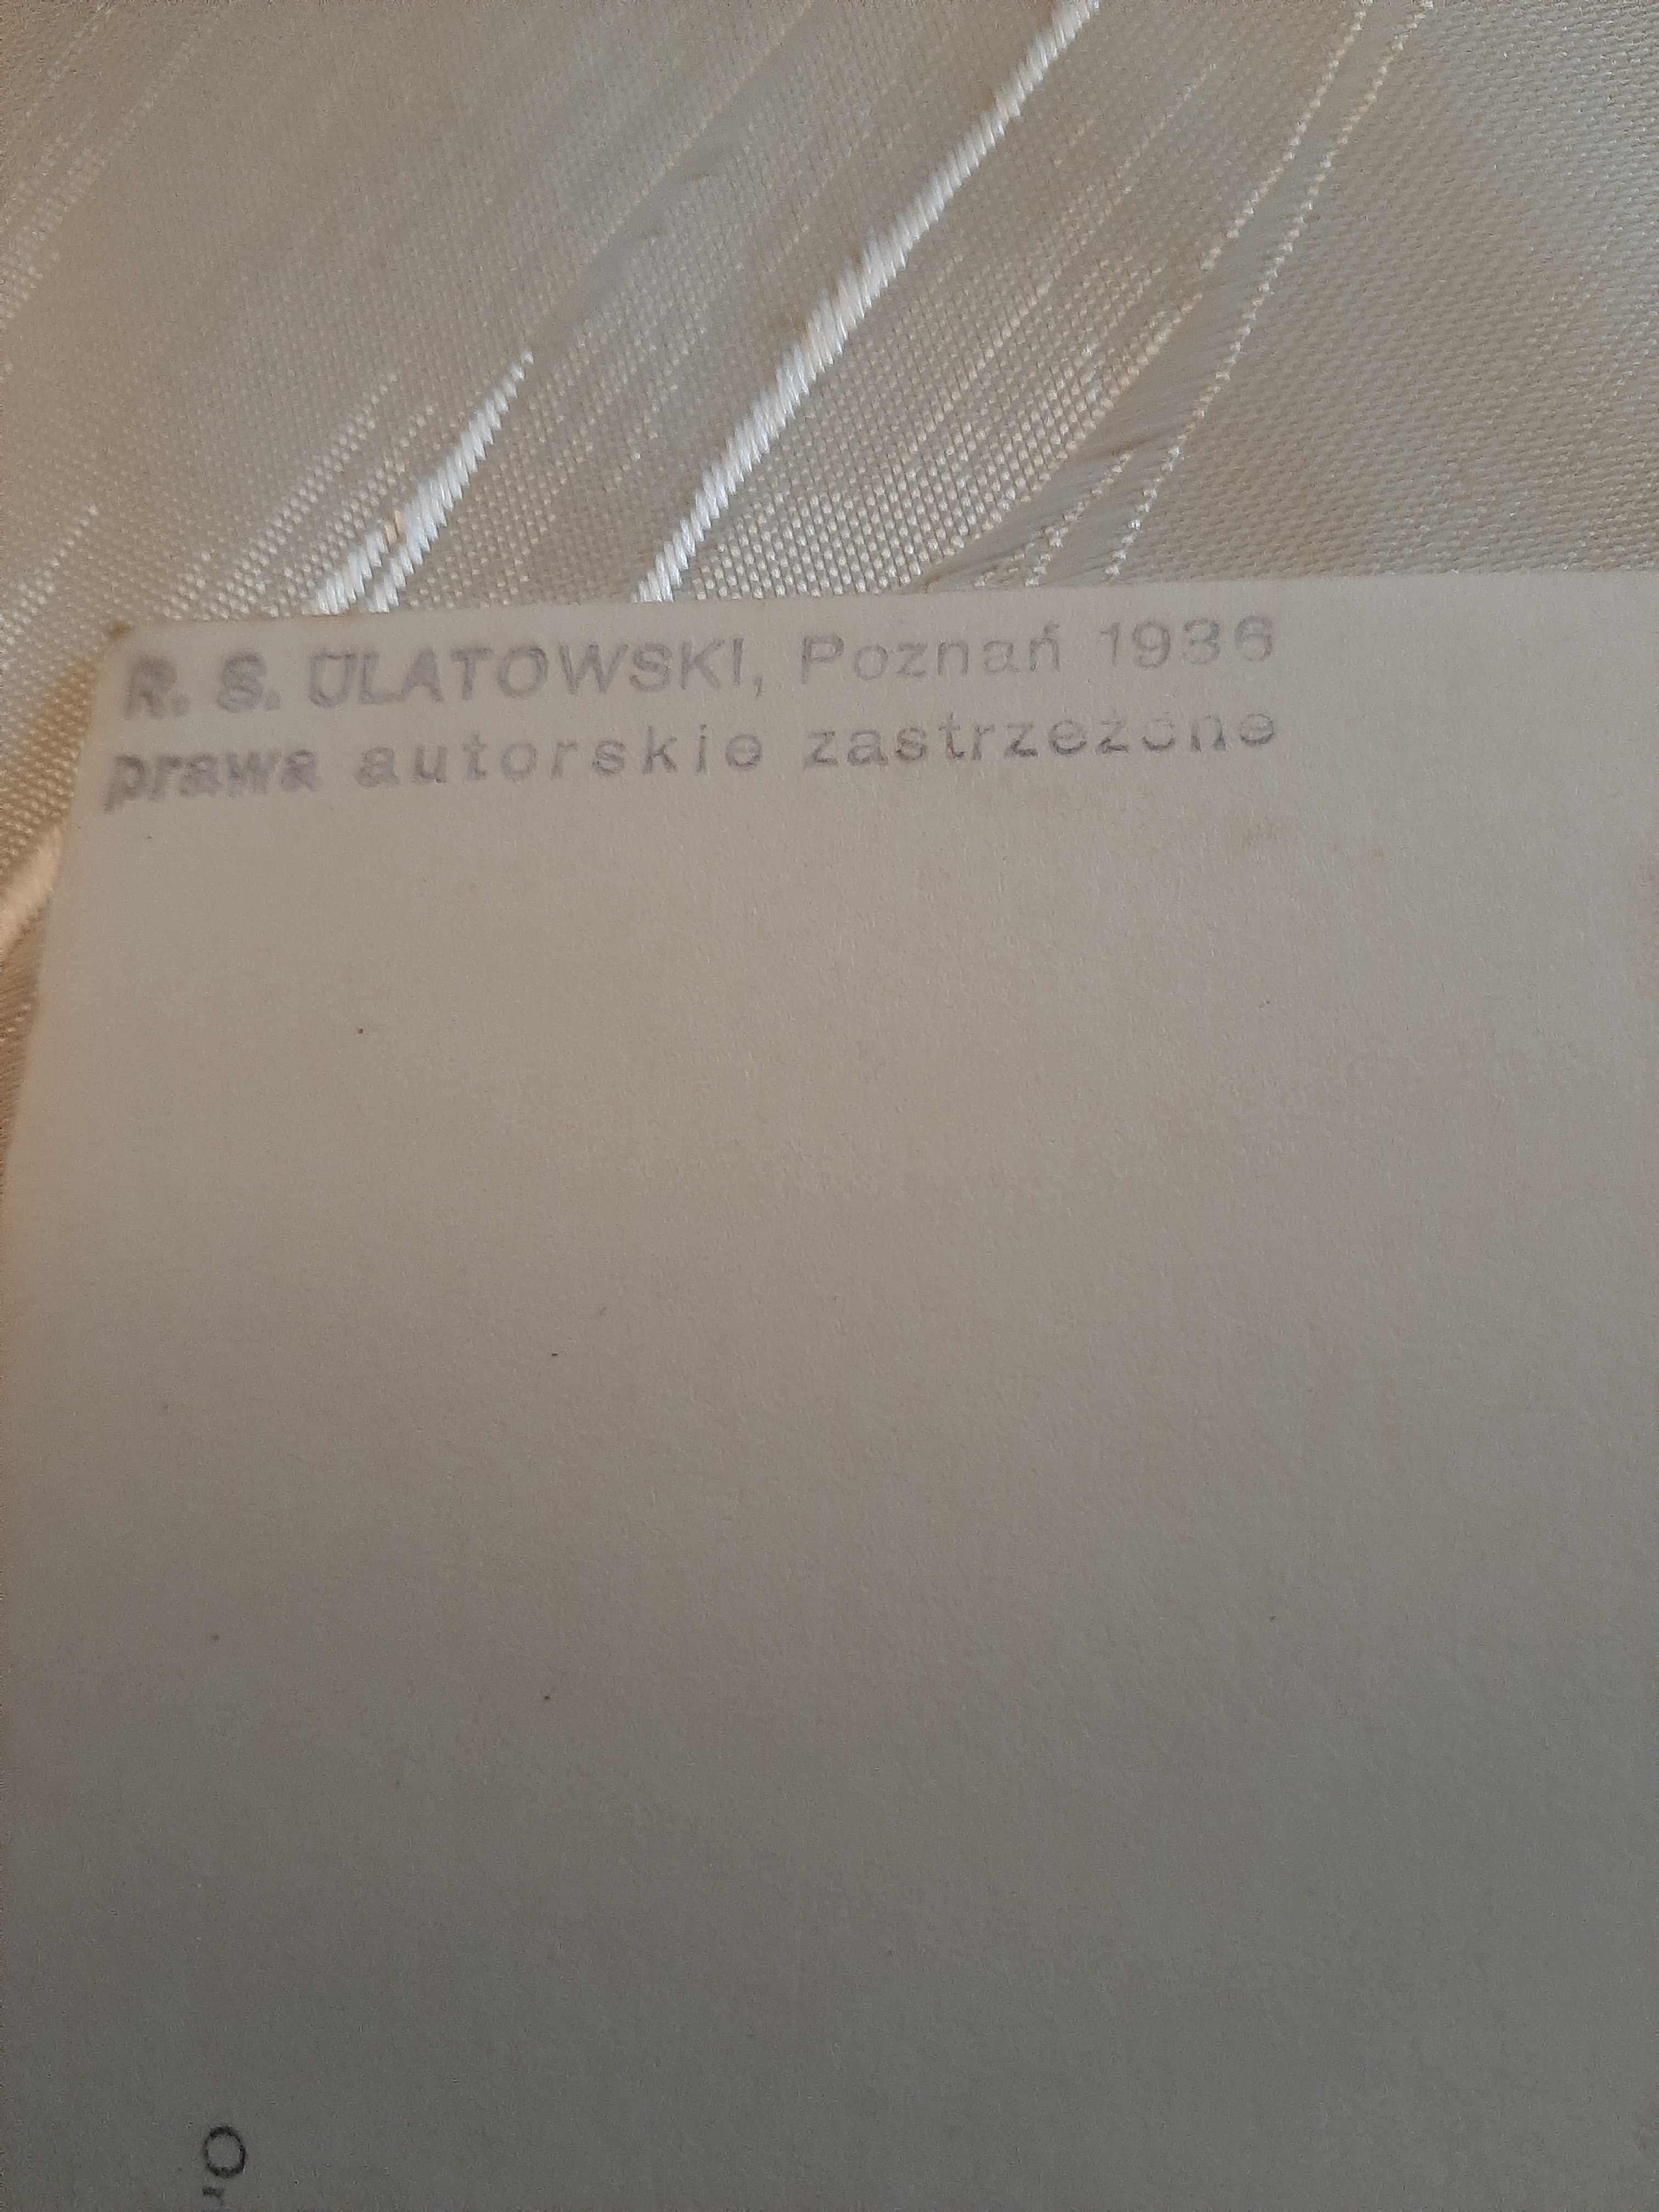 R. S. ULATOWSKI, Poznań 1936
prawa autorskie zastrzeżone